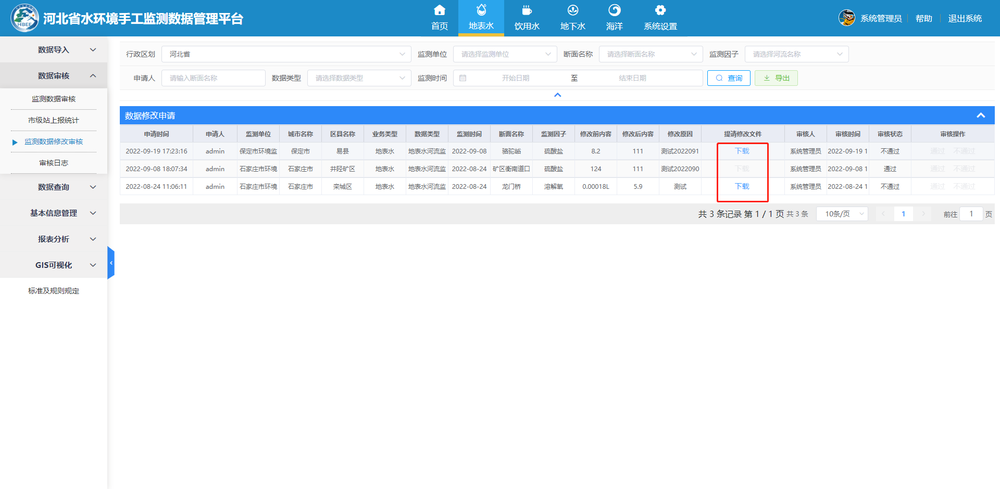 河北省水环境手工监测数据管理平台
首页 地表水 饮用水 地下水 海洋 系统设置
系统管理员 帮助 退出系统
数据导入
数据审核
监测数据审核
市级站上报统计
监测数据修改审核
审核日志
数据查询
基本信息管理
报表分析
GIS可视化
标准及规则规定
行政区划 河北省 监测单位 请选择监测单位 断面名称 请选择断面名称 监测因子 请选择河流名称
申请人 请输入断面名称 数据类型 请选择数据类型 监测时间 开始日期 至 结束日期 查询 导出
数据修改申请
申请时间 申请人 监测单位 城市名称 区县名称 业务类型 数据类型 监测时间 断面名称 监测因子 修改前内容 修改后内容 修改原因 提请修改文件 审核人 审核时间 审核状态 审核操作
2022-09-19 17:23:16 admin 保定市环境监 保定市 易县 地表水 地表水河流监 2022-09-08 骆驼峪 硫酸盐 8.2 111 测试2022091 下载 系统管理员 2022-09-19 1 不通过 通过 不通过
2022-09-08 18:07:34 admin 石家庄市环境 石家庄市 井陉矿区 地表水 地表水河流监 2022-08-24 矿区衡南道口 硫酸盐 124 111 测试2022090 下载 系统管理员 2022-09-08 1 通过 通过 不通过
2022-08-24 11:06:11 admin 石家庄市环境 石家庄市 栾城区 地表水 地表水河流监 2022-08-24 龙门桥 溶解氧 0.00018L 5.9 测试 下载 系统管理员 2022-08-24 1 不通过 通过 不通过
共 3 条记录 第 1 / 1 页 共 3 条 10条/页 1 前往 1 页